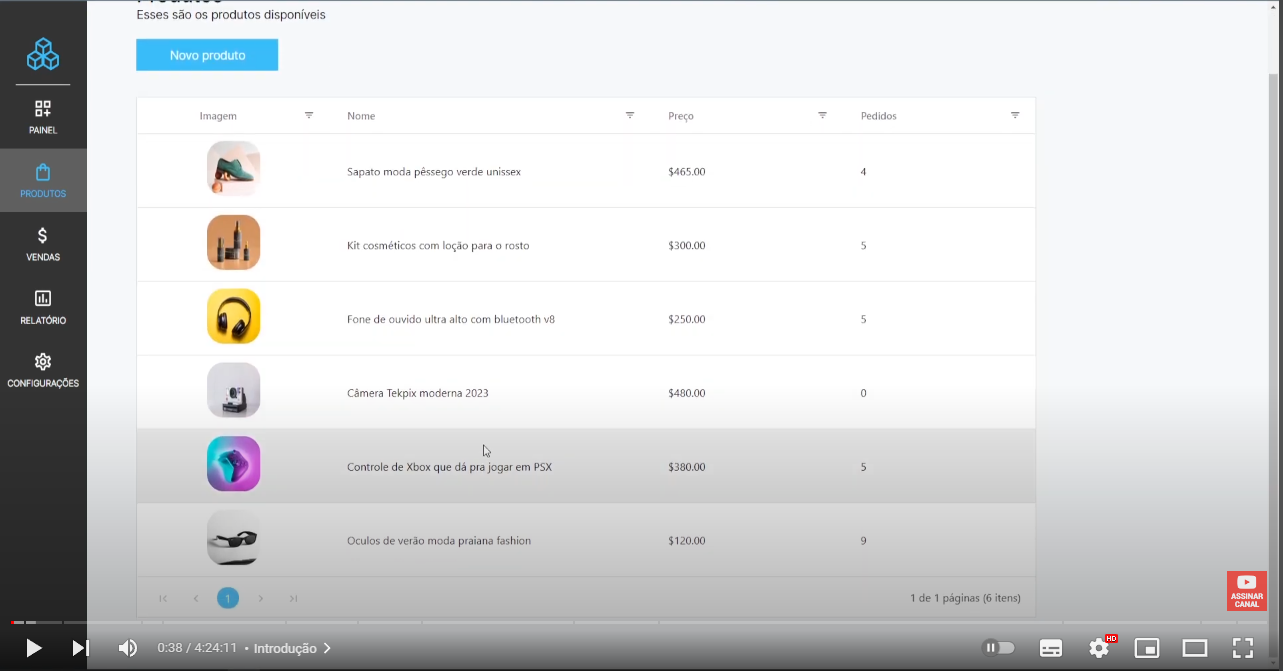 Produtos
Esses são os produtos disponíveis
Novo produto
PAINEL
PRODUTOS
VENDAS
RELATÓRIO
CONFIGURAÇÕES
Imagem Nome Preço Pedidos
Sapato moda pêssego verde unissex $465.00 4
Kit cosméticos com loção para o rosto $300.00 5
Fone de ouvido ultra alto com bluetooth v8 $250.00 5
Câmera Tekpix moderna 2023 $480.00 0
Controle de Xbox que dá pra jogar em PSX $380.00 5
Oculos de verão moda praiana fashion $120.00 9
1
1 de 1 páginas (6 itens)
ASSINAR
CANAL
0:38 / 4:24:11 • Introdução
HD